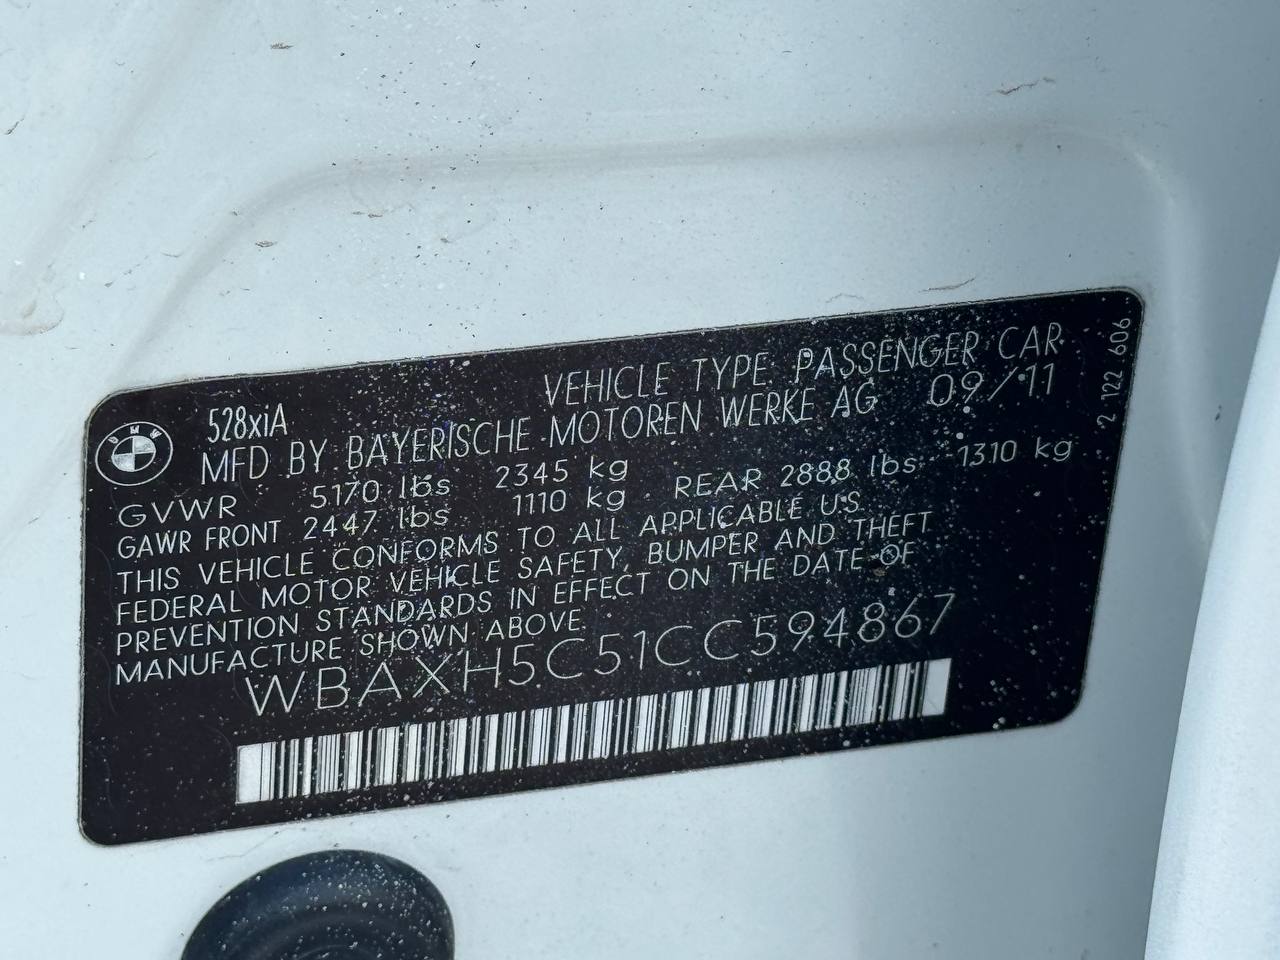 VEHICLE TYPE PASSENGER CAR
BMW 528xiA
MFD BY BAYERISCHE MOTOREN WERKE AG 09/11
GVWR 5170 lbs 2345 kg
GAWR FRONT 2447 lbs 1110 kg REAR 2888 lbs 1310 kg
THIS VEHICLE CONFORMS TO ALL APPLICABLE U.S.
FEDERAL MOTOR VEHICLE SAFETY, BUMPER AND THEFT
PREVENTION STANDARDS IN EFFECT ON THE DATE OF
MANUFACTURE SHOWN ABOVE.
WBAXH5C51CC594867
2 122 606